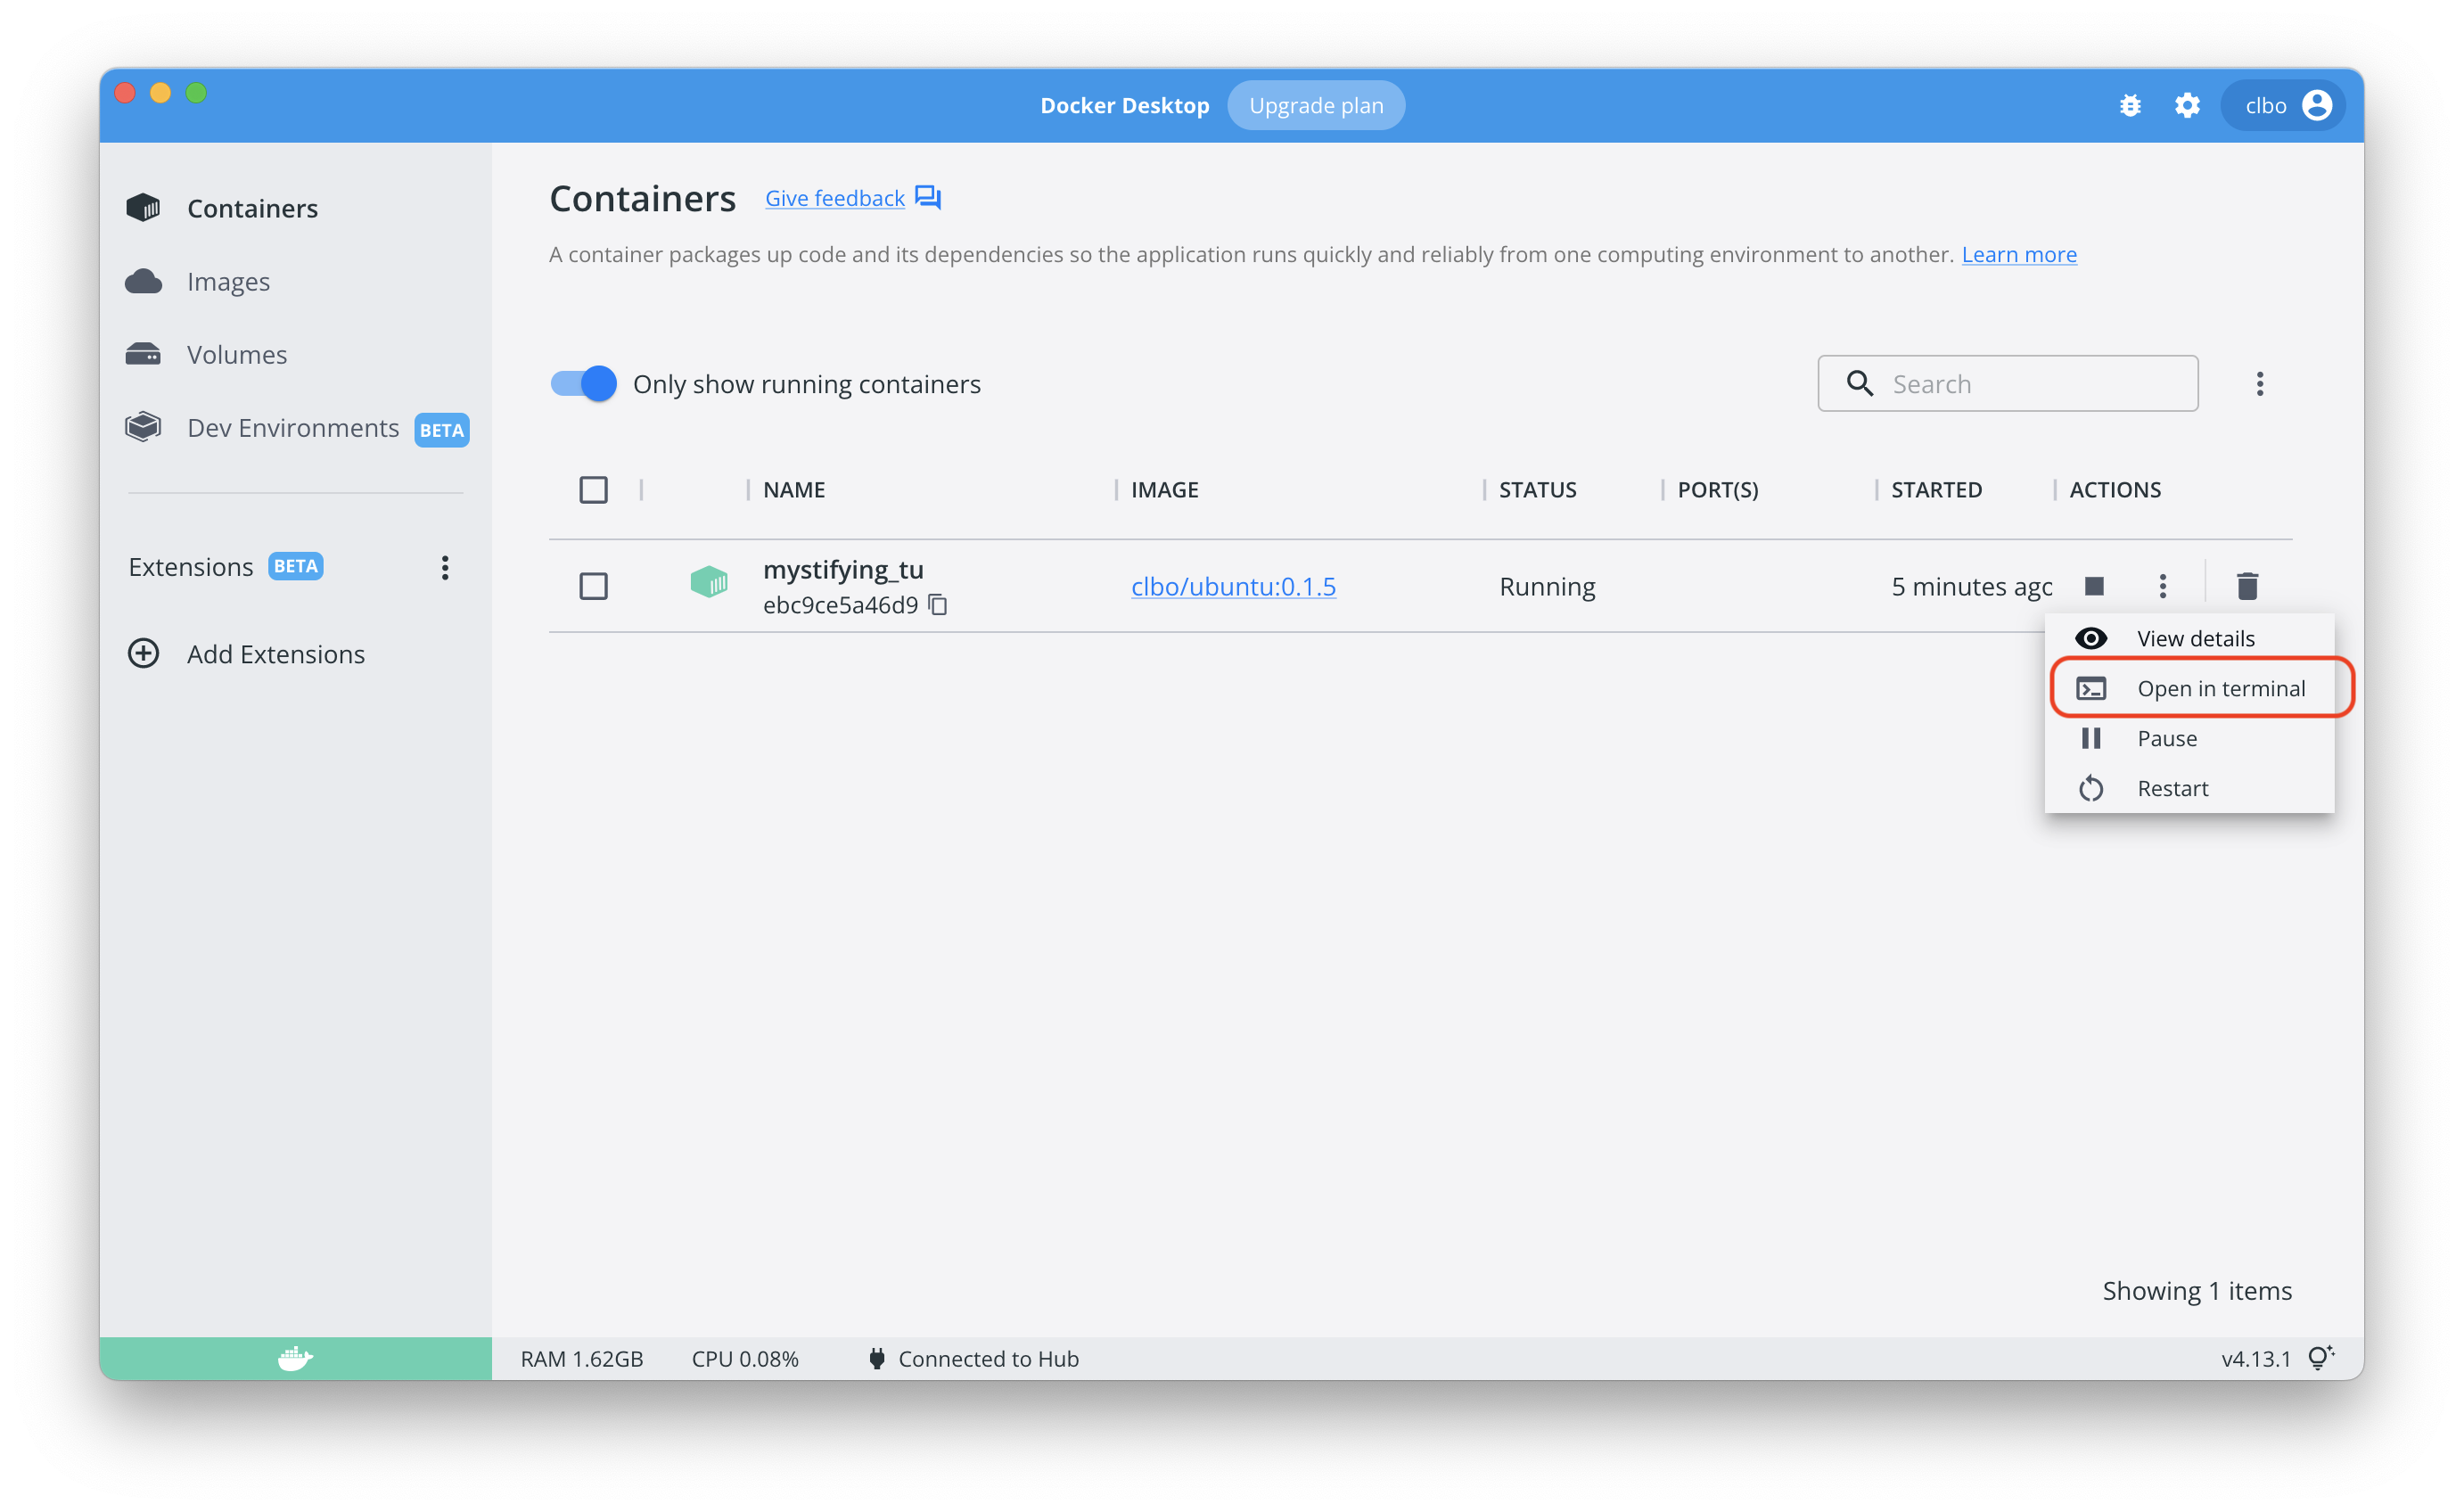 Docker Desktop Upgrade plan clbo
Containers
Images
Volumes
Dev Environments BETA
Extensions BETA
Add Extensions
Containers Give feedback
A container packages up code and its dependencies so the application runs quickly and reliably from one computing environment to another. Learn more
Only show running containers
Search
NAME IMAGE STATUS PORT(S) STARTED ACTIONS
mystifying_tu
ebc9ce5a46d9
clbo/ubuntu:0.1.5 Running 5 minutes ago
View details
Open in terminal
Pause
Restart
Showing 1 items
RAM 1.62GB CPU 0.08% Connected to Hub v4.13.1